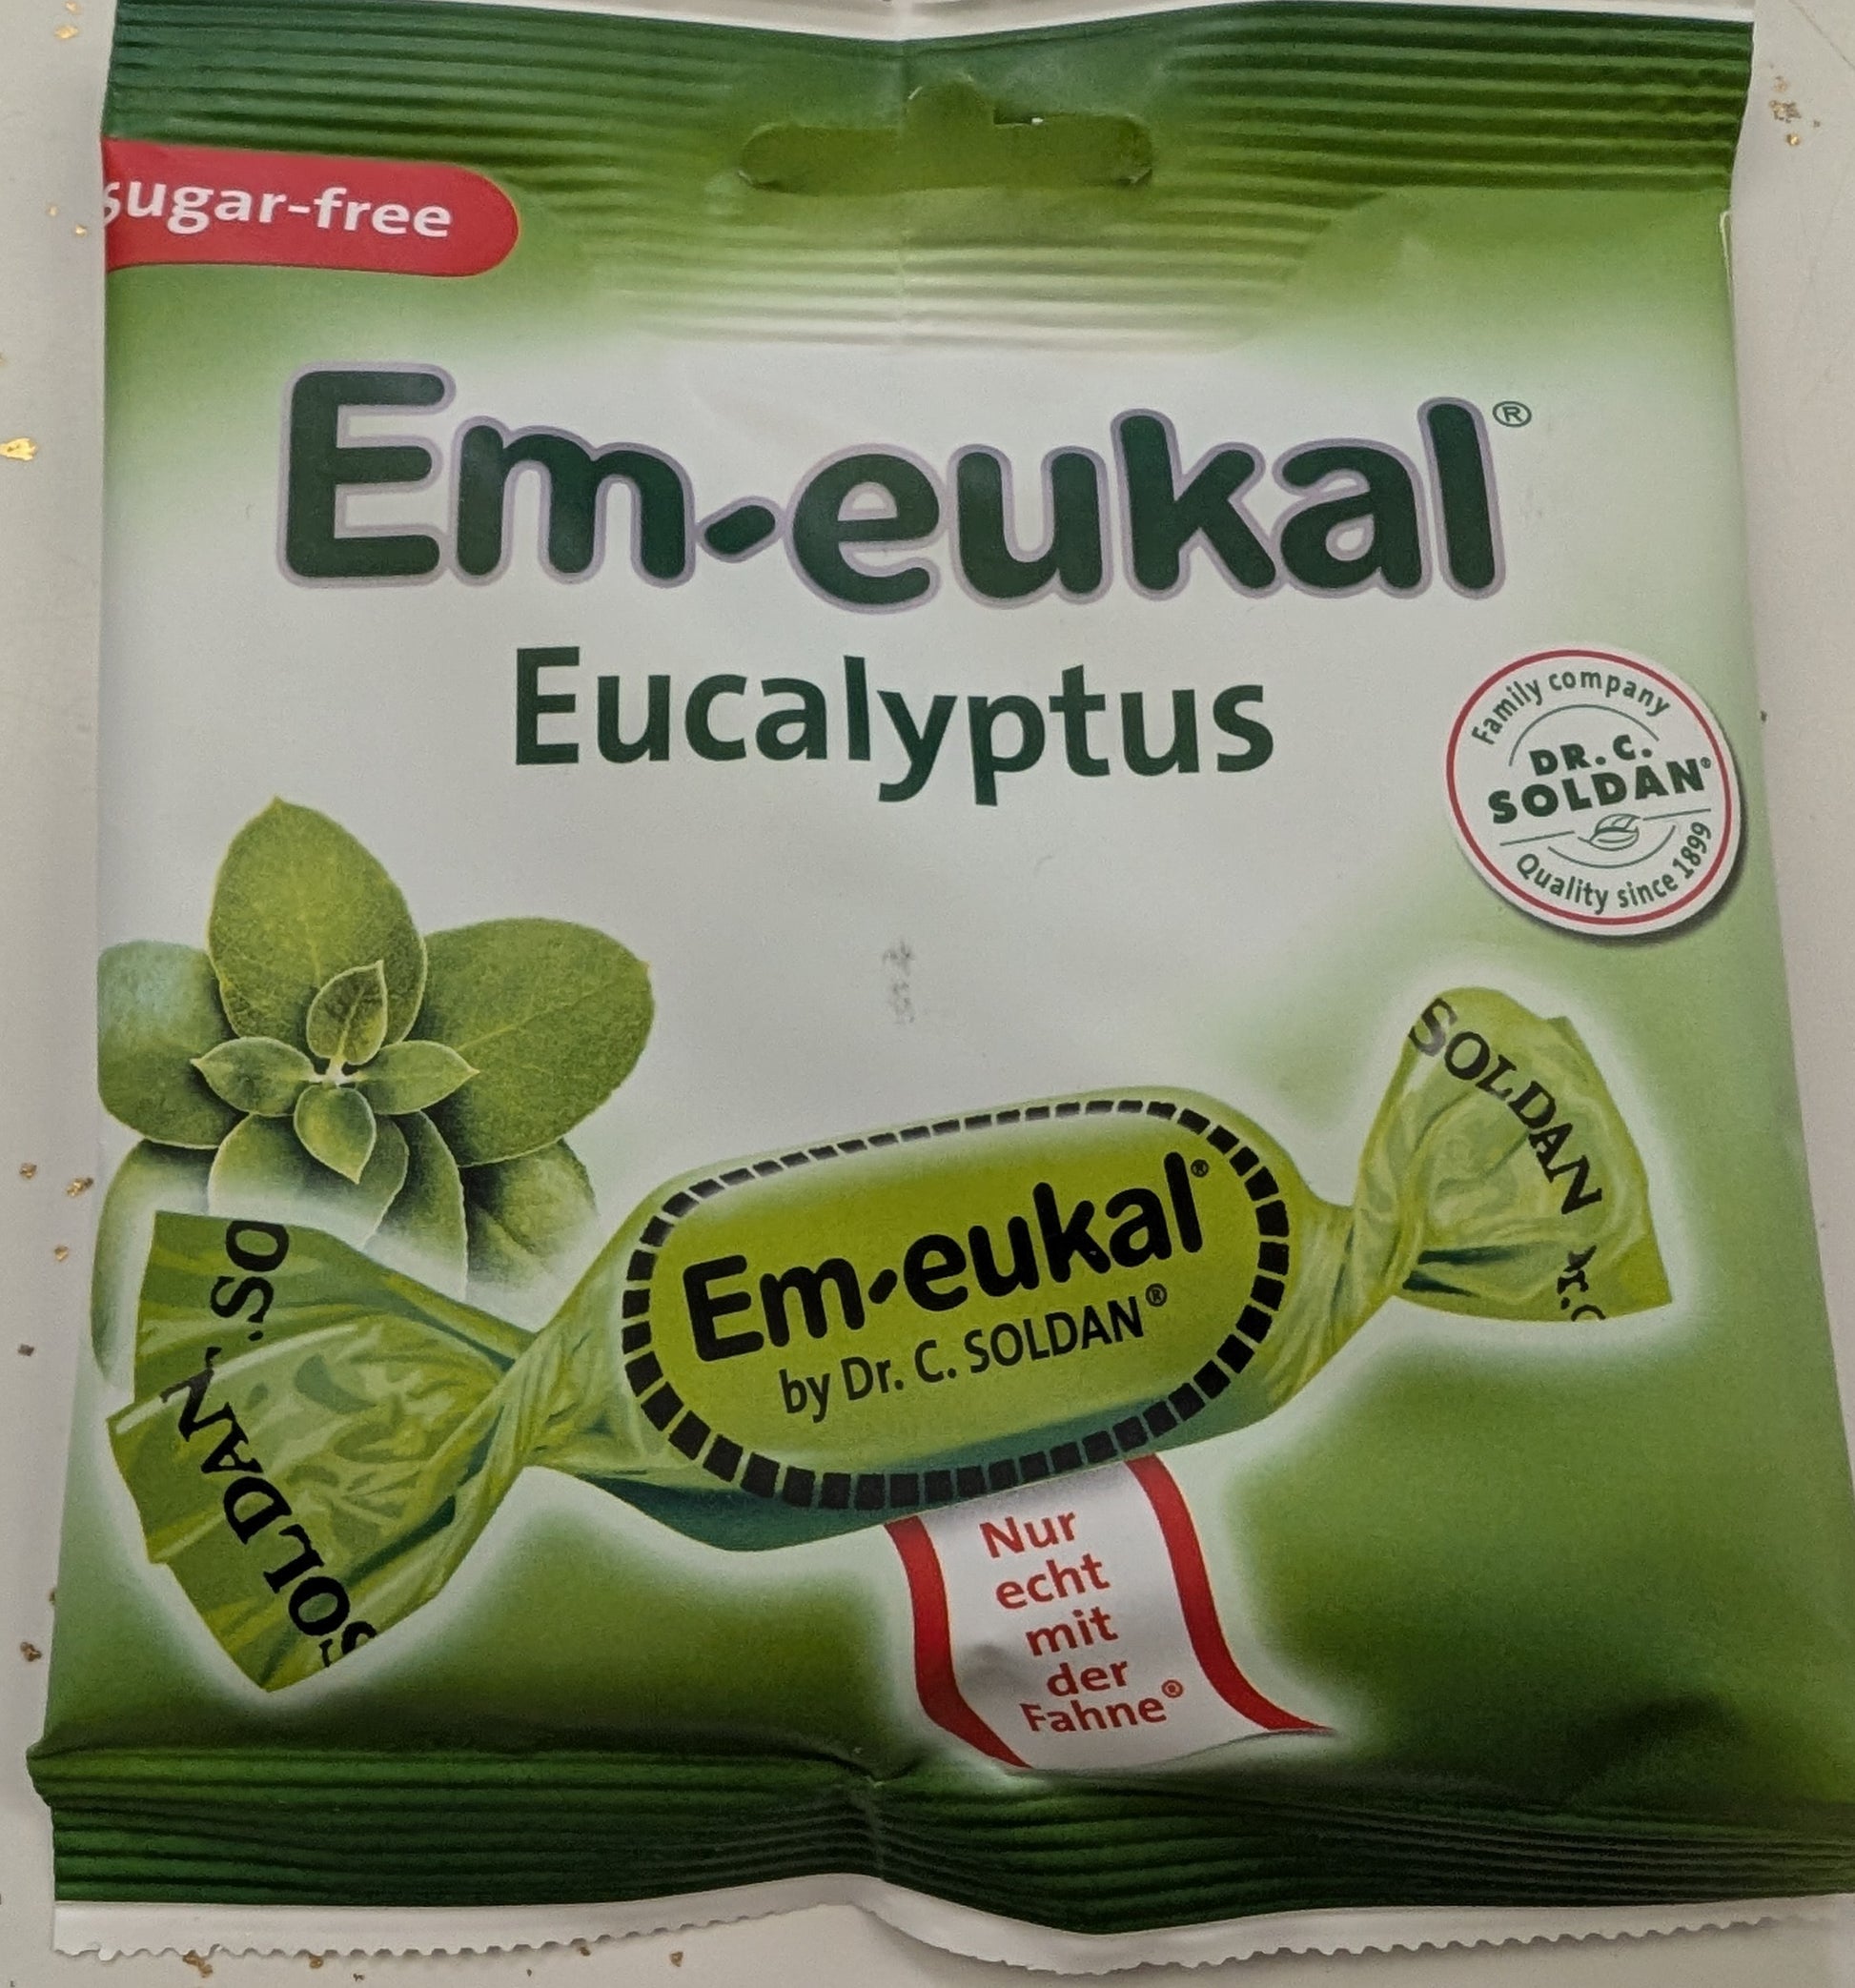 sugar-free
Em-eukal®
Eucalyptus
Family company
DR. C.
SOLDAN®
Quality since 1899
SOLDAN
Em-eukal®
by Dr. C. SOLDAN®
SOLDAN
Nur
echt
mit
der
Fahne®